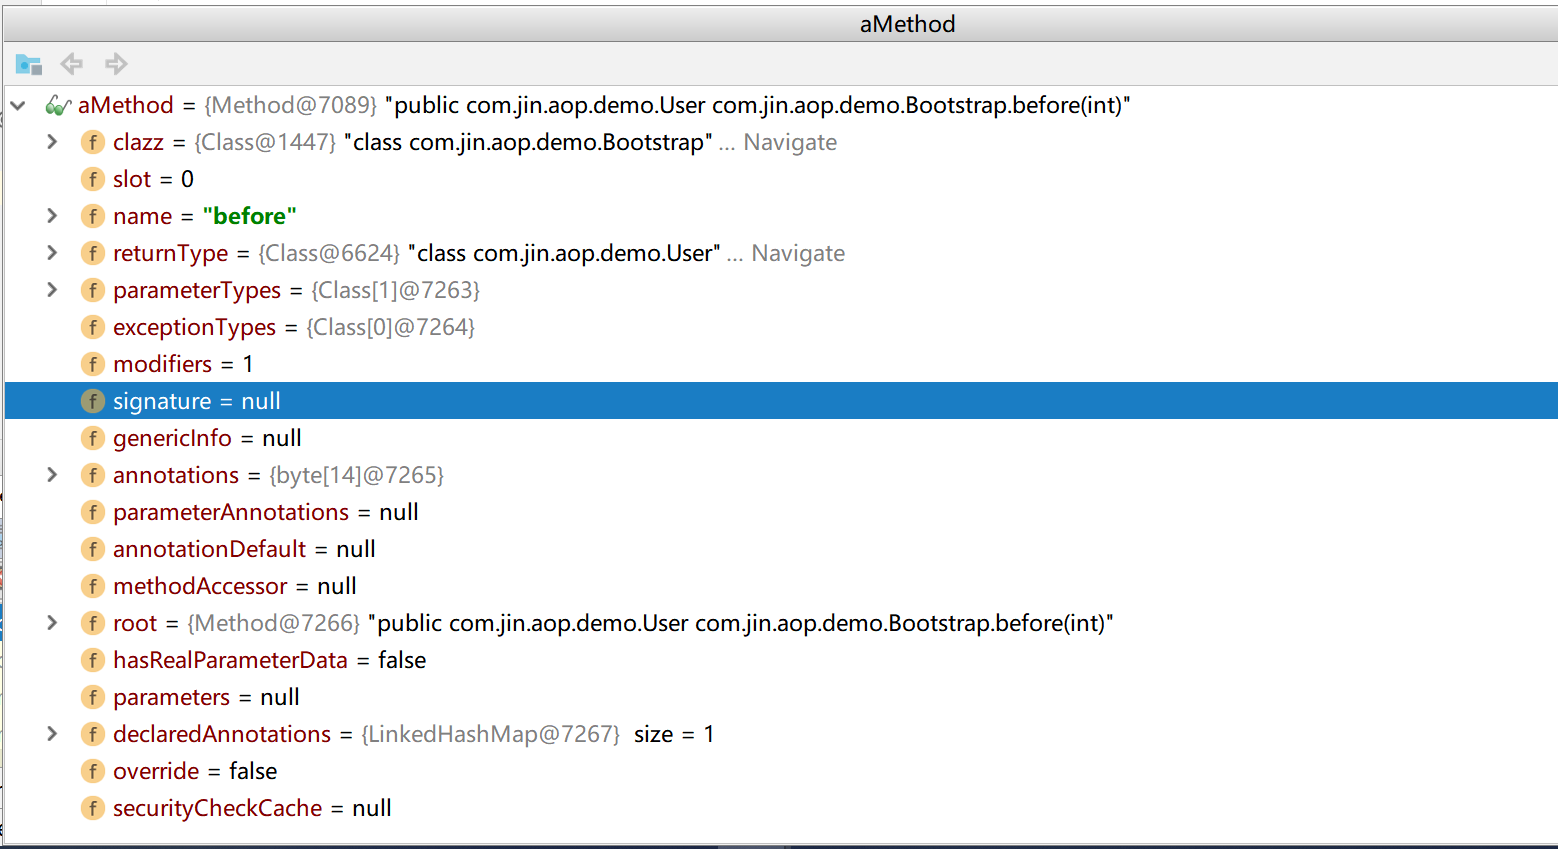 aMethod
aMethod = {Method@7089} "public com.jin.aop.demo.User com.jin.aop.demo.Bootstrap.before(int)"
f clazz = {Class@1447} "class com.jin.aop.demo.Bootstrap" ... Navigate
f slot = 0
f name = "before"
f returnType = {Class@6624} "class com.jin.aop.demo.User" ... Navigate
f parameterTypes = {Class[1]@7263}
f exceptionTypes = {Class[0]@7264}
f modifiers = 1
f signature = null
f genericInfo = null
f annotations = {byte[14]@7265}
f parameterAnnotations = null
f annotationDefault = null
f methodAccessor = null
f root = {Method@7266} "public com.jin.aop.demo.User com.jin.aop.demo.Bootstrap.before(int)"
f hasRealParameterData = false
f parameters = null
f declaredAnnotations = {LinkedHashMap@7267} size = 1
f override = false
f securityCheckCache = null